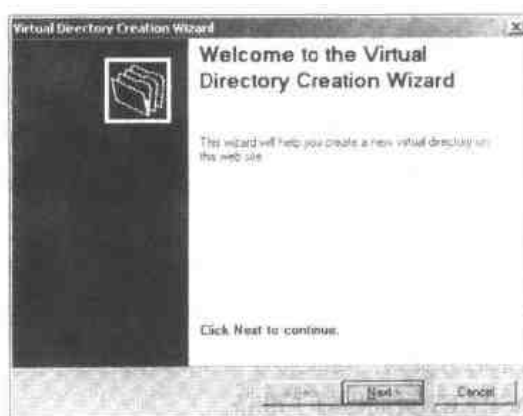 Virtual Directory Creation Wizard
Welcome to the Virtual
Directory Creation Wizard
This wizard will help you create a new virtual directory on
this web site.
Click Next to continue.
< Back
Next >
Cancel